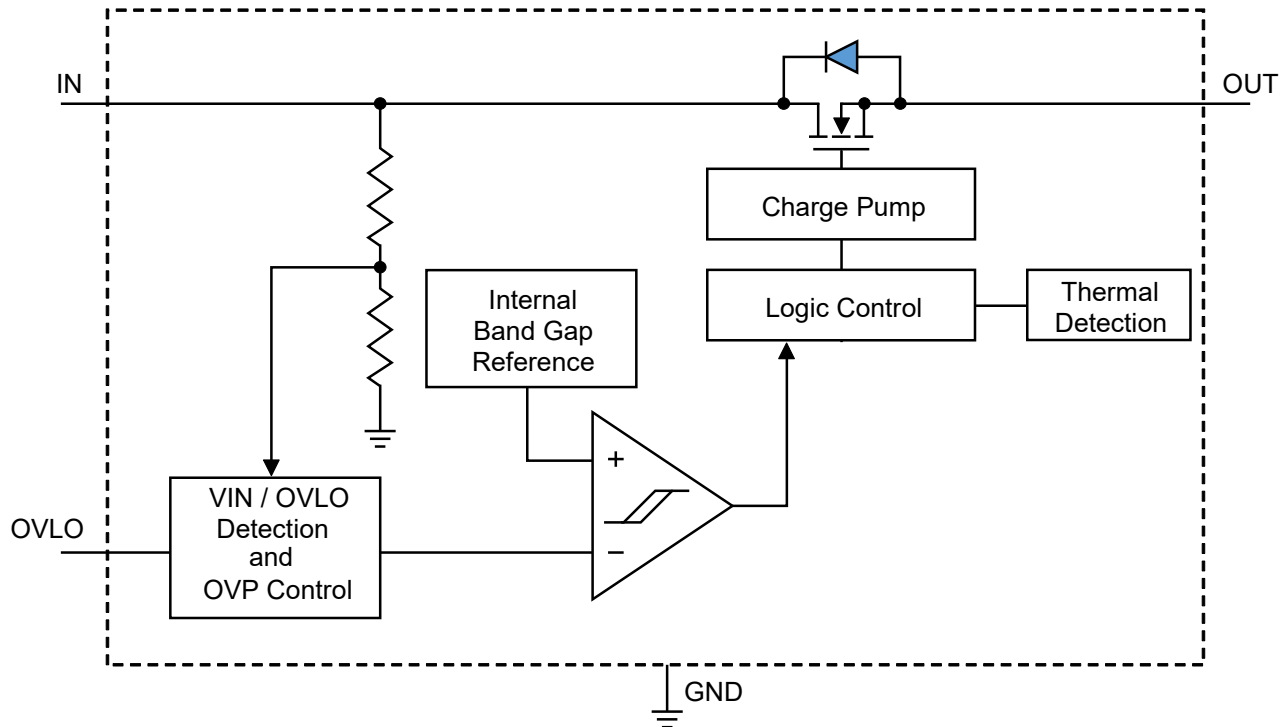 IN
OUT
Charge Pump
Internal
Band Gap
Reference
Logic Control
Thermal
Detection
+
−
VIN / OVLO
Detection
and
OVP Control
OVLO
GND